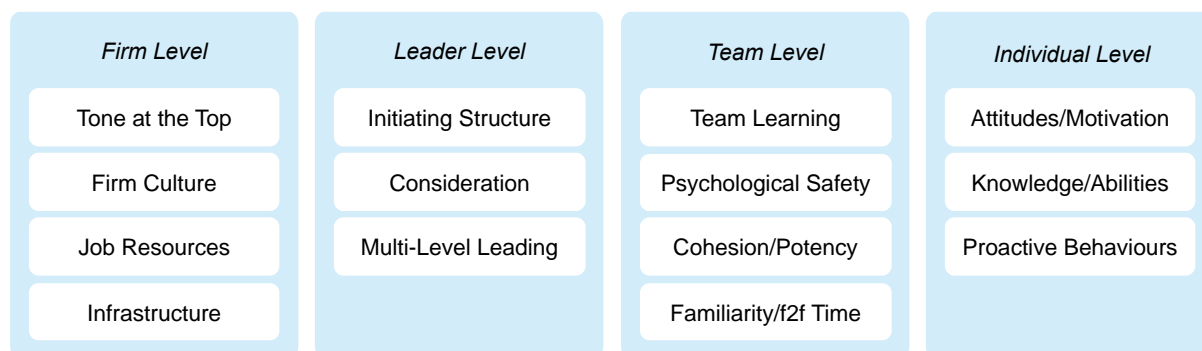 Firm Level
Tone at the Top
Firm Culture
Job Resources
Infrastructure
Leader Level
Initiating Structure
Consideration
Multi-Level Leading
Team Level
Team Learning
Psychological Safety
Cohesion/Potency
Familiarity/f2f Time
Individual Level
Attitudes/Motivation
Knowledge/Abilities
Proactive Behaviours